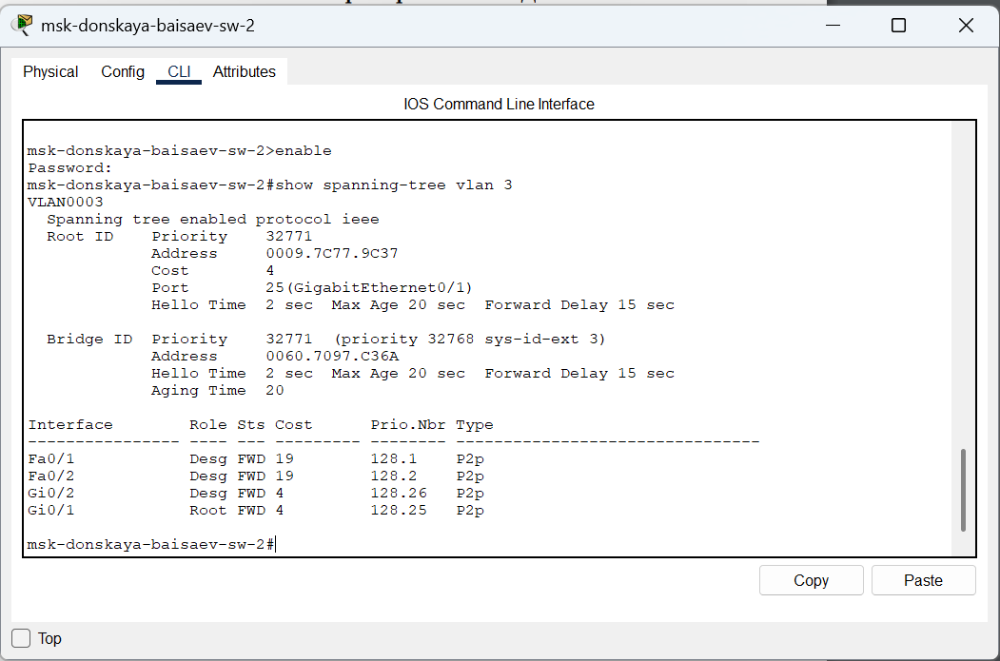 msk-donskaya-baisaev-sw-2
Physical Config CLI Attributes
IOS Command Line Interface
msk-donskaya-baisaev-sw-2>enable
Password:
msk-donskaya-baisaev-sw-2#show spanning-tree vlan 3
VLAN0003
  Spanning tree enabled protocol ieee
  Root ID    Priority    32771
             Address     0009.7C77.9C37
             Cost        4
             Port        25(GigabitEthernet0/1)
             Hello Time  2 sec  Max Age 20 sec  Forward Delay 15 sec
  Bridge ID  Priority    32771  (priority 32768 sys-id-ext 3)
             Address     0060.7097.C36A
             Hello Time  2 sec  Max Age 20 sec  Forward Delay 15 sec
             Aging Time  20
Interface        Role Sts Cost      Prio.Nbr Type
---------------- ---- --- --------- -------- --------------------------------
Fa0/1            Desg FWD 19        128.1    P2p
Fa0/2            Desg FWD 19        128.2    P2p
Gi0/2            Desg FWD 4         128.26   P2p
Gi0/1            Root FWD 4         128.25   P2p
msk-donskaya-baisaev-sw-2#
Copy Paste
Top